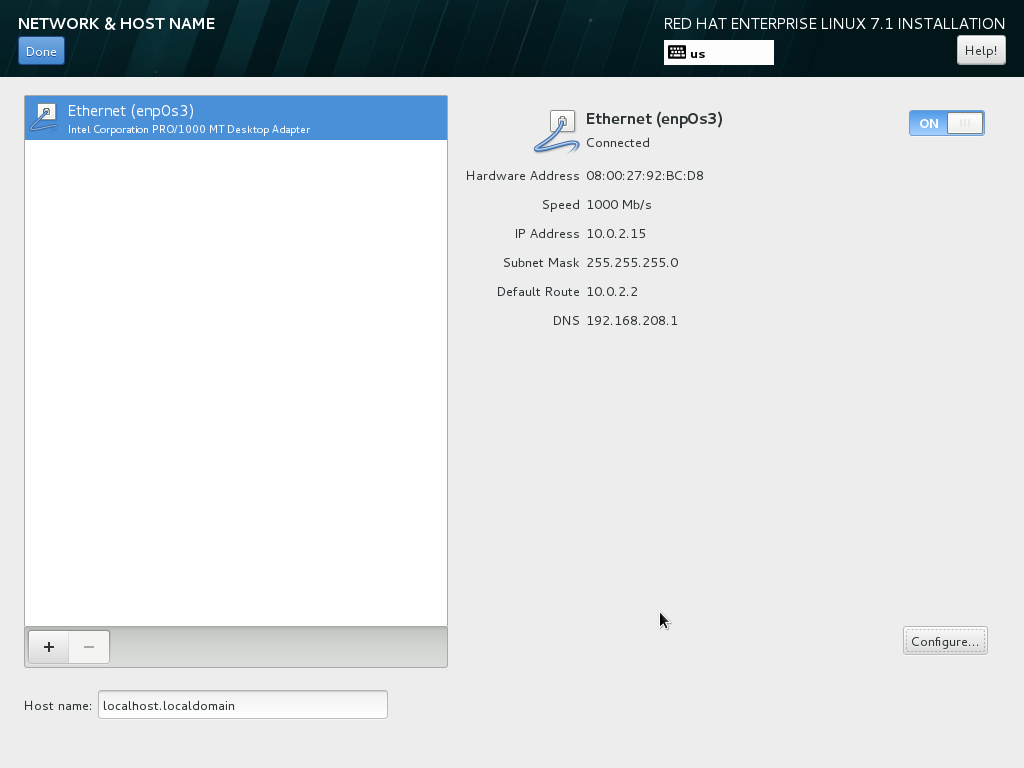 NETWORK & HOST NAME
RED HAT ENTERPRISE LINUX 7.1 INSTALLATION
Done
us
Help!
Ethernet (enp0s3)
Intel Corporation PRO/1000 MT Desktop Adapter
Ethernet (enp0s3)
Connected
ON
Hardware Address 08:00:27:92:BC:D8
Speed 1000 Mb/s
IP Address 10.0.2.15
Subnet Mask 255.255.255.0
Default Route 10.0.2.2
DNS 192.168.208.1
+ −
Configure...
Host name: localhost.localdomain